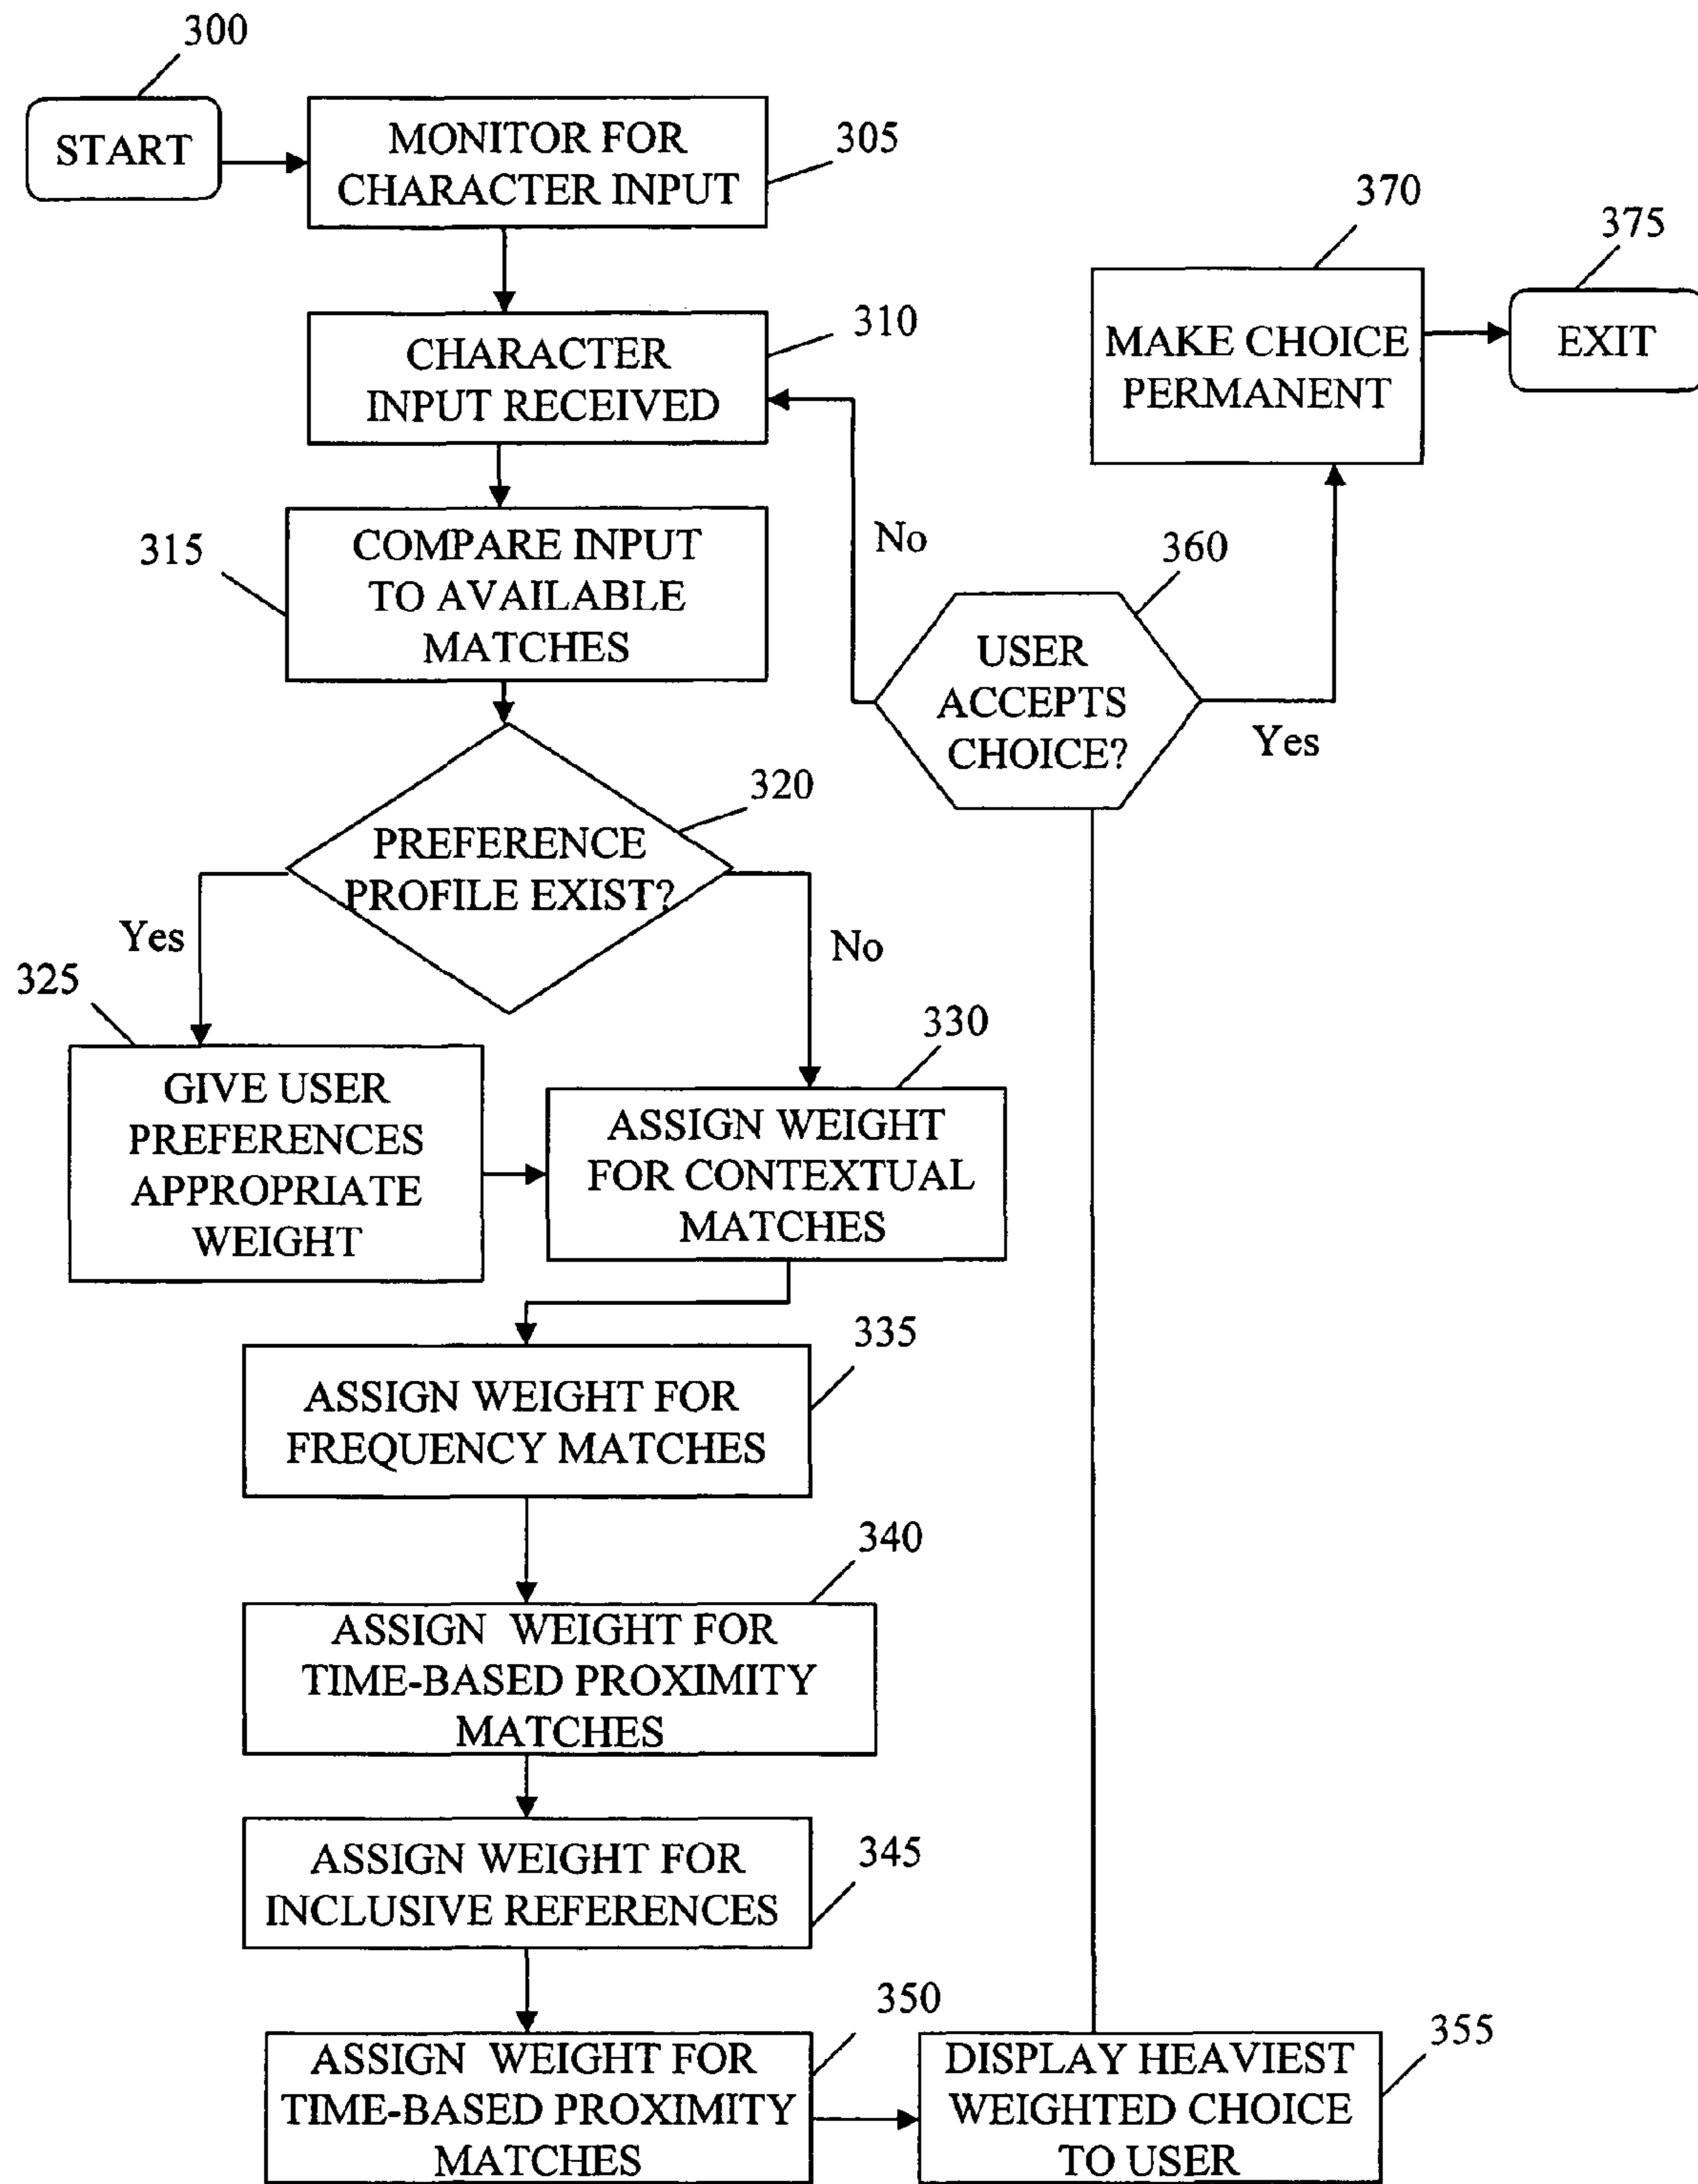 300
START
MONITOR FOR
CHARACTER INPUT
305
310
CHARACTER
INPUT RECEIVED
315
COMPARE INPUT
TO AVAILABLE
MATCHES
320
PREFERENCE
PROFILE EXIST?
Yes
No
325
GIVE USER
PREFERENCES
APPROPRIATE
WEIGHT
330
ASSIGN WEIGHT
FOR CONTEXTUAL
MATCHES
335
ASSIGN WEIGHT FOR
FREQUENCY MATCHES
340
ASSIGN WEIGHT FOR
TIME-BASED PROXIMITY
MATCHES
345
ASSIGN WEIGHT FOR
INCLUSIVE REFERENCES
350
ASSIGN WEIGHT FOR
TIME-BASED PROXIMITY
MATCHES
355
DISPLAY HEAVIEST
WEIGHTED CHOICE
TO USER
360
USER
ACCEPTS
CHOICE?
No
Yes
370
MAKE CHOICE
PERMANENT
375
EXIT